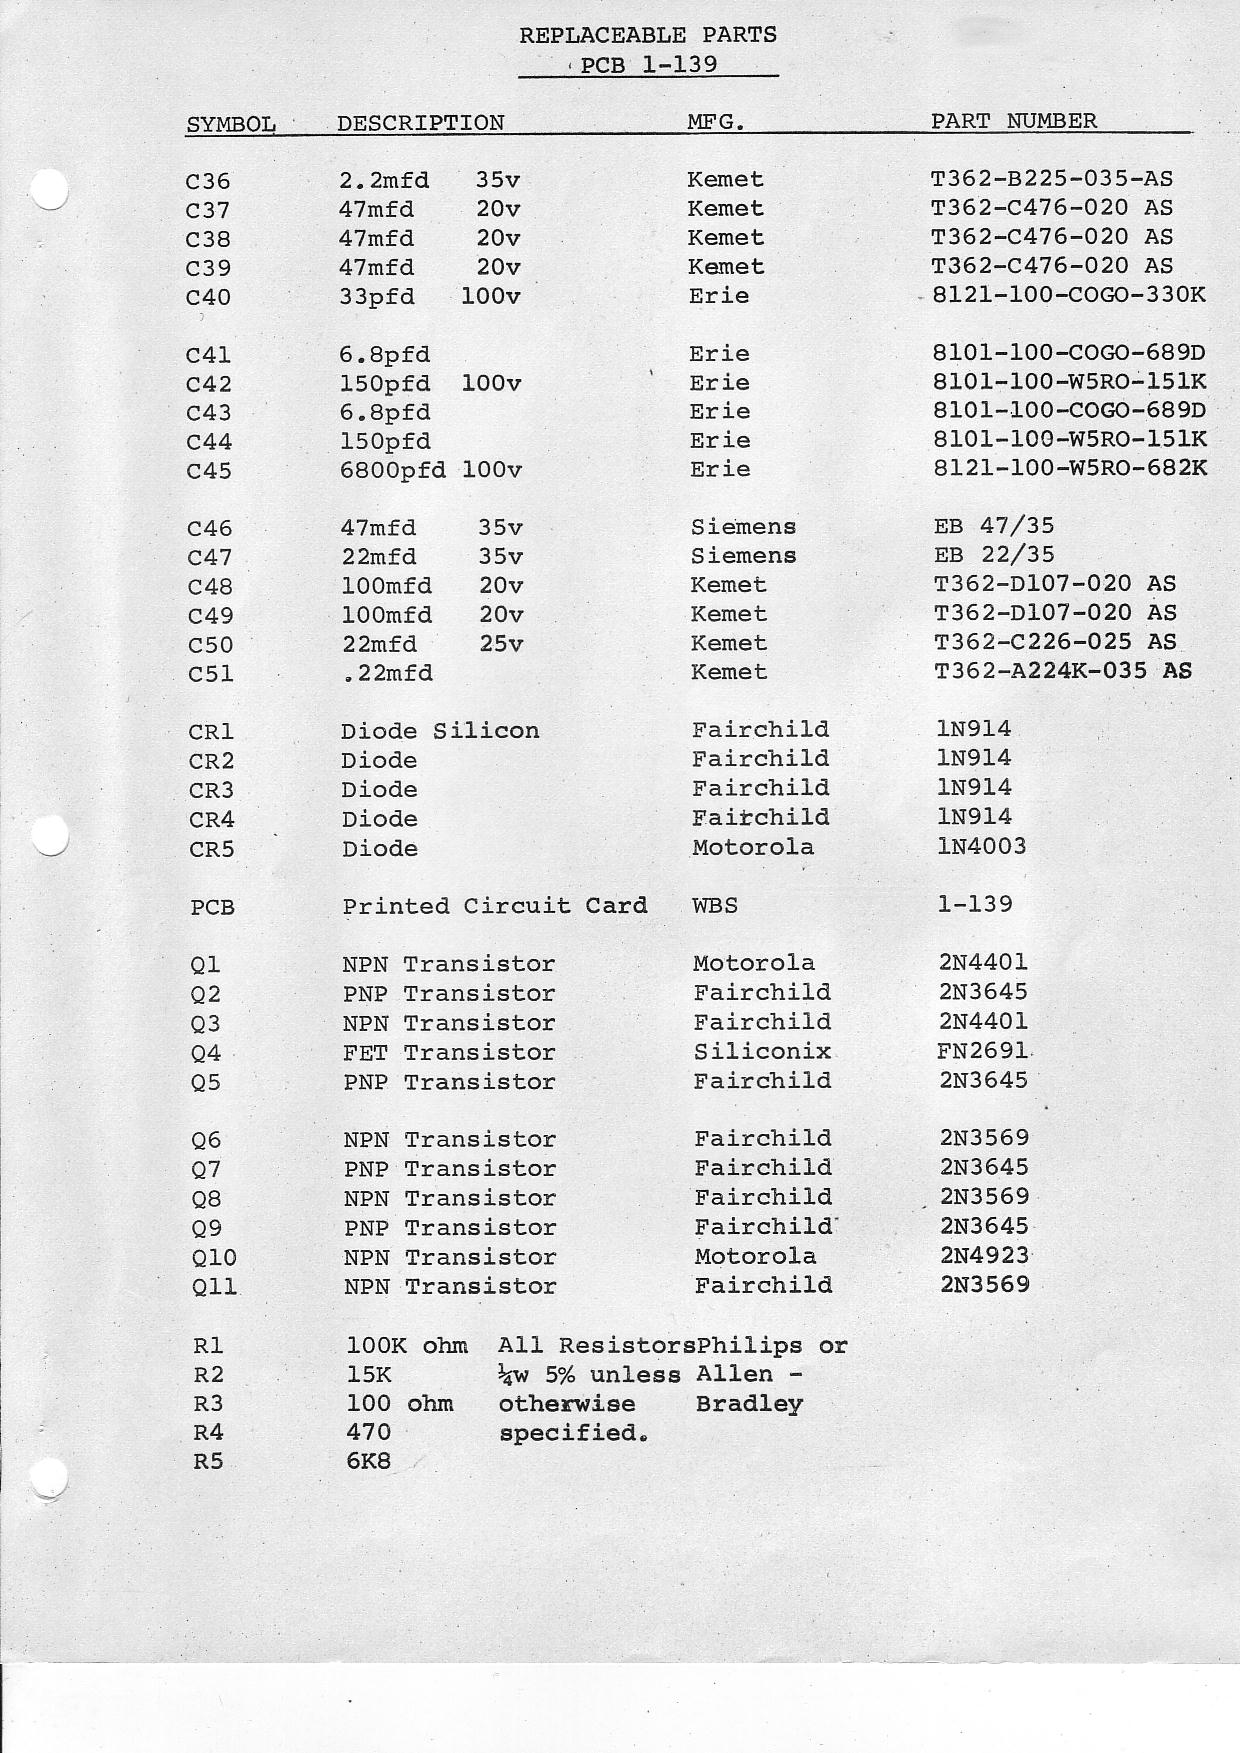 REPLACEABLE PARTS
PCB 1-139
SYMBOL DESCRIPTION MFG. PART NUMBER
C36 2.2mfd 35v Kemet T362-B225-035-AS
C37 47mfd 20v Kemet T362-C476-020 AS
C38 47mfd 20v Kemet T362-C476-020 AS
C39 47mfd 20v Kemet T362-C476-020 AS
C40 33pfd 100v Erie 8121-100-COGO-330K
C41 6.8pfd Erie 8101-100-COGO-689D
C42 150pfd 100v Erie 8101-100-W5RO-151K
C43 6.8pfd Erie 8101-100-COGO-689D
C44 150pfd Erie 8101-100-W5RO-151K
C45 6800pfd 100v Erie 8121-100-W5RO-682K
C46 47mfd 35v Siemens EB 47/35
C47 22mfd 35v Siemens EB 22/35
C48 100mfd 20v Kemet T362-D107-020 AS
C49 100mfd 20v Kemet T362-D107-020 AS
C50 22mfd 25v Kemet T362-C226-025 AS
C51 .22mfd Kemet T362-A224K-035 AS
CR1 Diode Silicon Fairchild 1N914
CR2 Diode Fairchild 1N914
CR3 Diode Fairchild 1N914
CR4 Diode Fairchild 1N914
CR5 Diode Motorola 1N4003
PCB Printed Circuit Card WBS 1-139
Q1 NPN Transistor Motorola 2N4401
Q2 PNP Transistor Fairchild 2N3645
Q3 NPN Transistor Fairchild 2N4401
Q4 FET Transistor Siliconix FN2691
Q5 PNP Transistor Fairchild 2N3645
Q6 NPN Transistor Fairchild 2N3569
Q7 PNP Transistor Fairchild 2N3645
Q8 NPN Transistor Fairchild 2N3569
Q9 PNP Transistor Fairchild 2N3645
Q10 NPN Transistor Motorola 2N4923
Q11 NPN Transistor Fairchild 2N3569
R1 100K ohm All ResistorsPhilips or
R2 15K ¼w 5% unless Allen -
R3 100 ohm otherwise Bradley
R4 470 specified.
R5 6K8